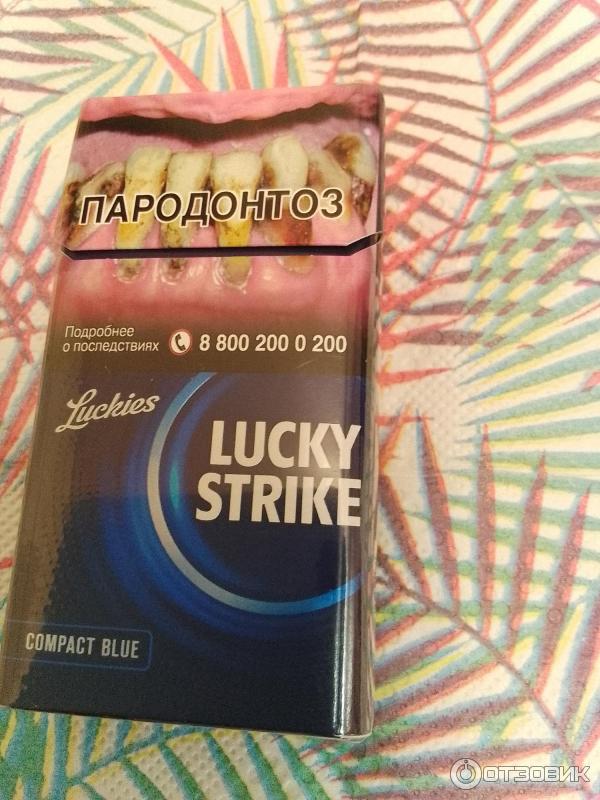 ПАРОДОНТОЗ
Подробнее
о последствиях
8 800 200 0 200
Luckies
LUCKY
STRIKE
COMPACT BLUE
ОТЗОВИК